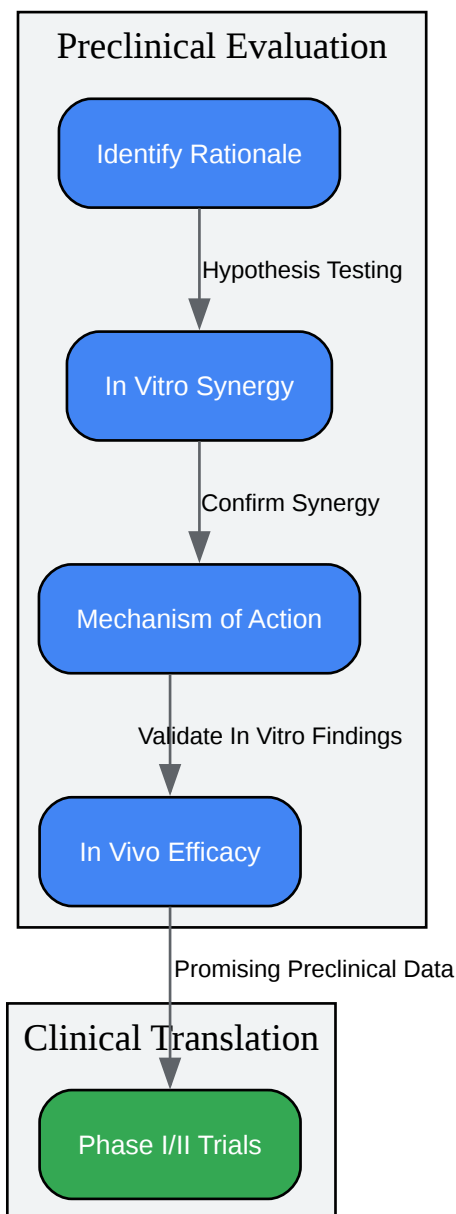 Preclinical Evaluation
Identify Rationale
Hypothesis Testing
In Vitro Synergy
Confirm Synergy
Mechanism of Action
Validate In Vitro Findings
In Vivo Efficacy
Promising Preclinical Data
Clinical Translation
Phase I/II Trials